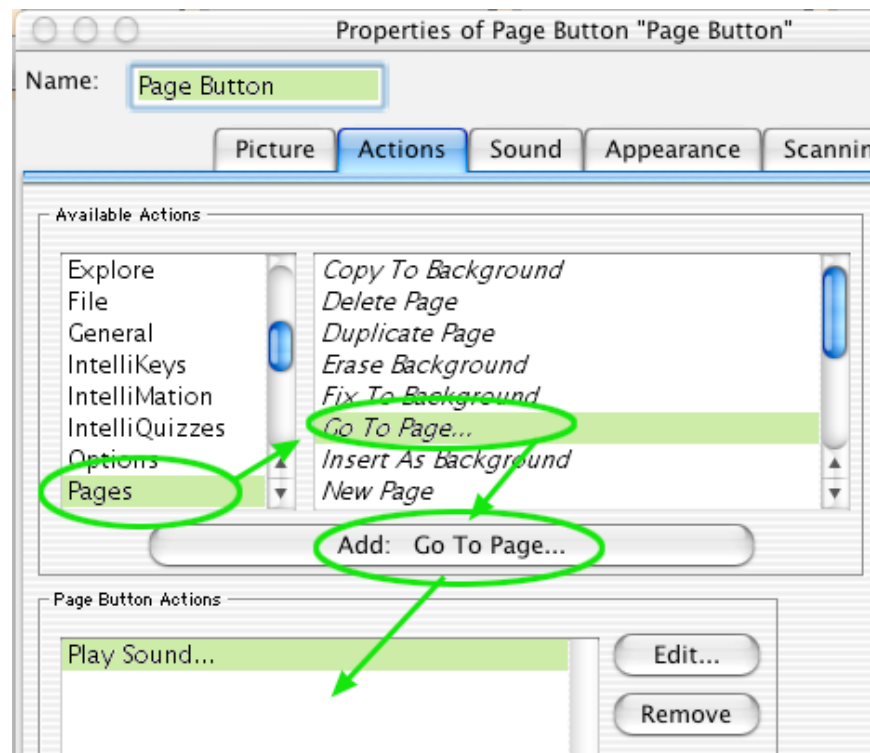 Properties of Page Button "Page Button"
Name: Page Button
Picture Actions Sound Appearance Scannin
Available Actions
Explore
File
General
IntelliKeys
IntelliMation
IntelliQuizzes
Options
Pages
Copy To Background
Delete Page
Duplicate Page
Erase Background
Fix To Background
Go To Page...
Insert As Background
New Page
Add: Go To Page...
Page Button Actions
Play Sound...
Edit...
Remove